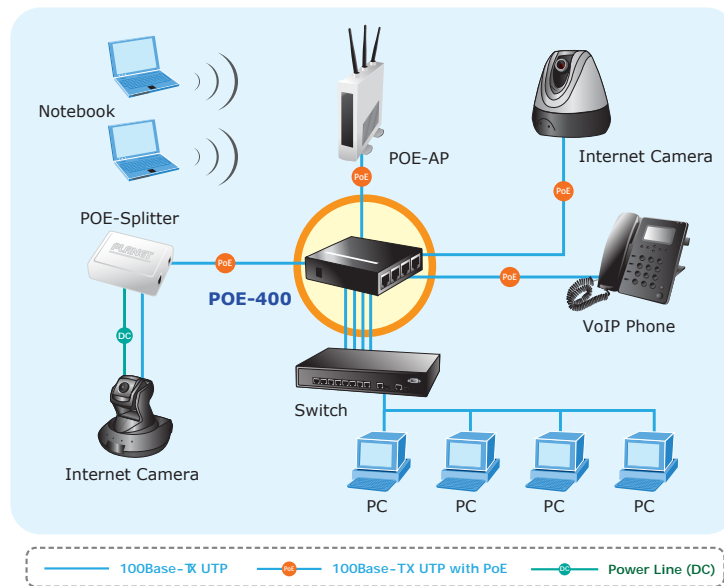 Notebook
POE-AP
PoE
Internet Camera
PoE
POE-Splitter
PLANET
PoE
POE-400
PoE
VoIP Phone
DC
Switch
Internet Camera
PC
PC
PC
PC
100Base-TX UTP
PoE
100Base-TX UTP with PoE
DC
Power Line (DC)